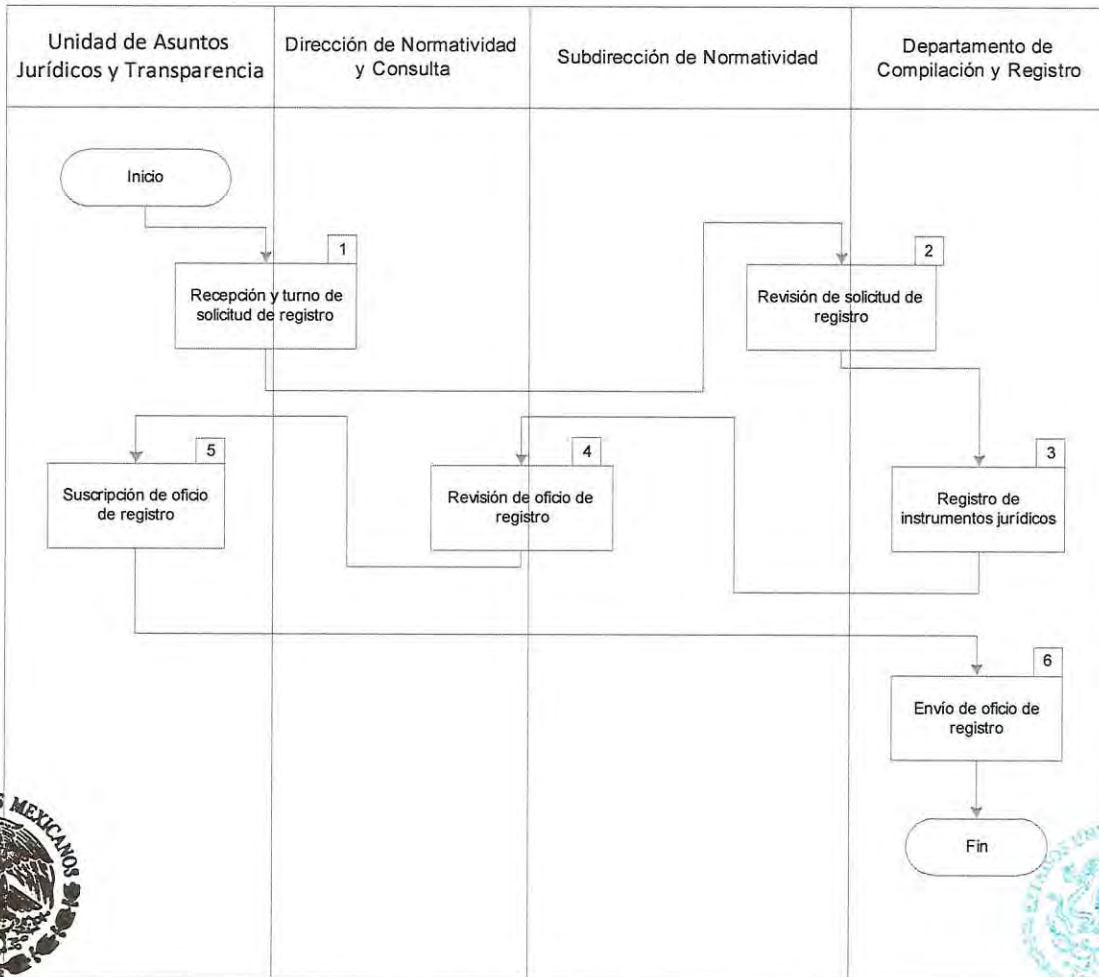 Unidad de Asuntos
Jurídicos y Transparencia
Dirección de Normatividad
y Consulta
Subdirección de Normatividad
Departamento de
Compilación y Registro
Inicio
1
Recepción y turno de
solicitud de registro
2
Revisión de solicitud de
registro
5
Suscripción de oficio
de registro
4
Revisión de oficio de
registro
3
Registro de
instrumentos jurídicos
6
Envío de oficio de
registro
Fin
MEXICANOS